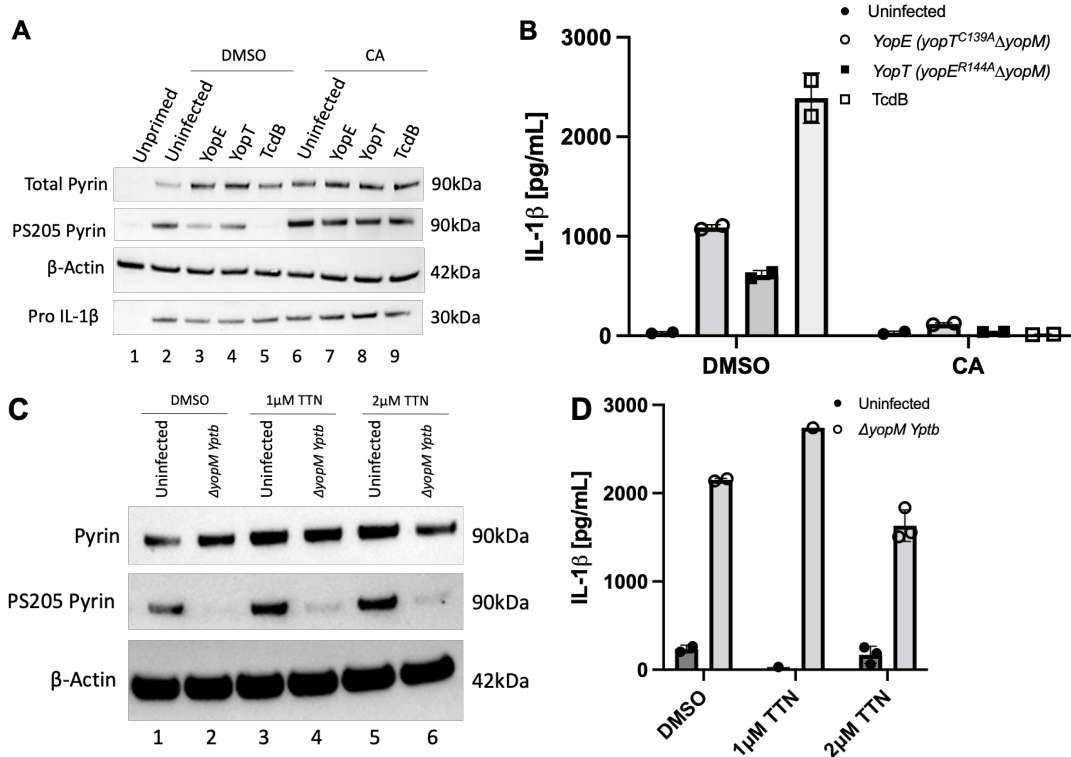 A
DMSO
CA
Unprimed
Uninfected
YopE
YopT
TcdB
Uninfected
YopE
YopT
TcdB
Total Pyrin
90kDa
PS205 Pyrin
90kDa
β-Actin
42kDa
Pro IL-1β
30kDa
1 2 3 4 5 6 7 8 9
B
Uninfected
YopE (yopT^C139AΔyopM)
YopT (yopE^R144AΔyopM)
TcdB
IL-1β [pg/mL]
3000
2000
1000
0
DMSO
CA
C
DMSO
1μM TTN
2μM TTN
Uninfected
ΔyopM Yptb
Uninfected
ΔyopM Yptb
Uninfected
ΔyopM Yptb
Pyrin
90kDa
PS205 Pyrin
90kDa
β-Actin
42kDa
1 2 3 4 5 6
D
Uninfected
ΔyopM Yptb
IL-1β [pg/mL]
3000
2000
1000
0
DMSO
1μM TTN
2μM TTN